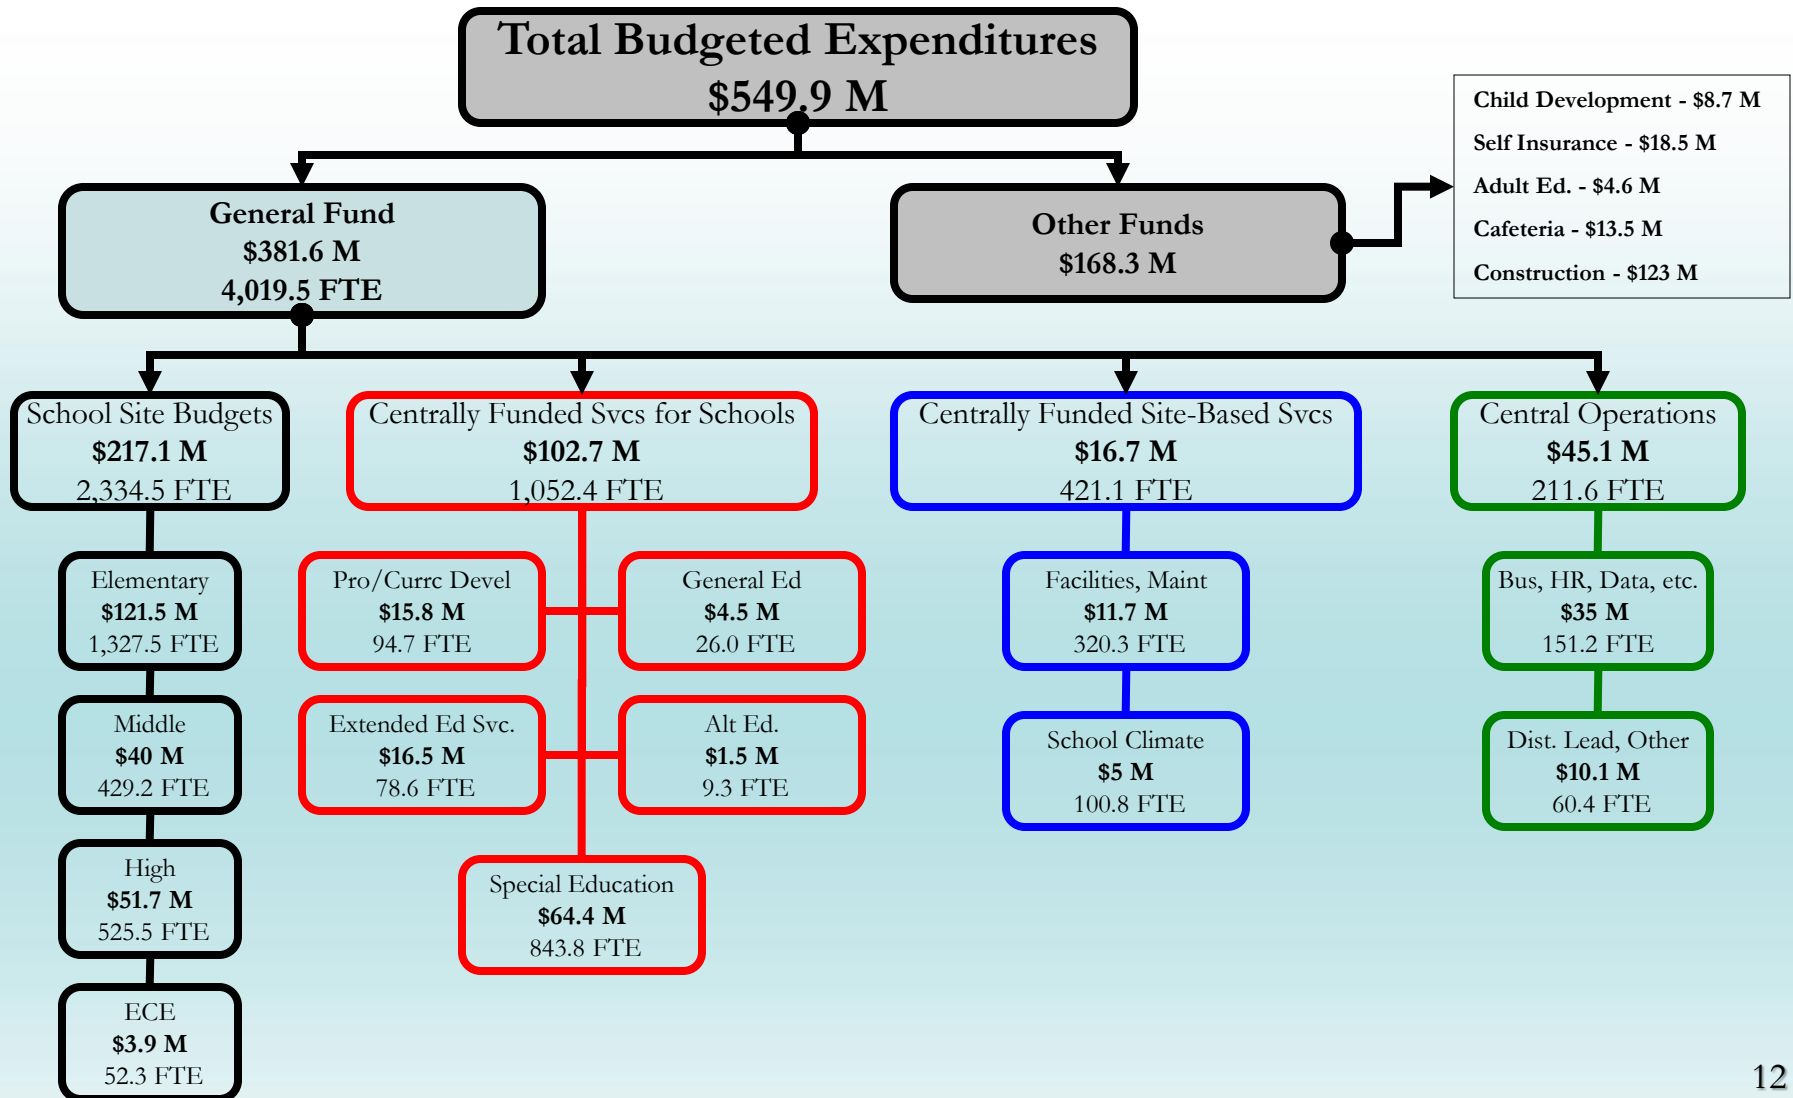 Total Budgeted Expenditures
$549.9 M
Child Development - $8.7 M
Self Insurance - $18.5 M
Adult Ed. - $4.6 M
Cafeteria - $13.5 M
Construction - $123 M
General Fund
$381.6 M
4,019.5 FTE
Other Funds
$168.3 M
School Site Budgets
$217.1 M
2,334.5 FTE
Centrally Funded Svcs for Schools
$102.7 M
1,052.4 FTE
Centrally Funded Site-Based Svcs
$16.7 M
421.1 FTE
Central Operations
$45.1 M
211.6 FTE
Elementary
$121.5 M
1,327.5 FTE
Pro/Currc Devel
$15.8 M
94.7 FTE
General Ed
$4.5 M
26.0 FTE
Facilities, Maint
$11.7 M
320.3 FTE
Bus, HR, Data, etc.
$35 M
151.2 FTE
Middle
$40 M
429.2 FTE
Extended Ed Svc.
$16.5 M
78.6 FTE
Alt Ed.
$1.5 M
9.3 FTE
School Climate
$5 M
100.8 FTE
Dist. Lead, Other
$10.1 M
60.4 FTE
High
$51.7 M
525.5 FTE
Special Education
$64.4 M
843.8 FTE
ECE
$3.9 M
52.3 FTE
12